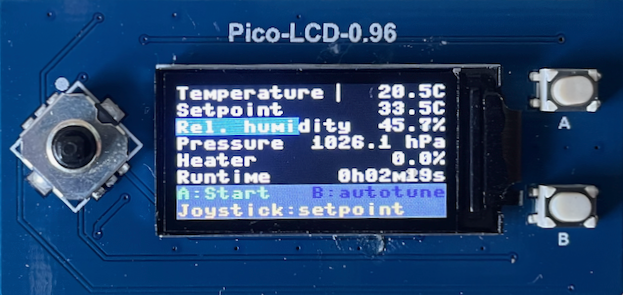 Pico-LCD-0.96
Temperature | 20.5C
Setpoint 33.5C
Rel. humidity 45.7%
Pressure 1026.1 hPa
Heater 0.0%
Runtime 0h02m19s
A:Start B:autotune
Joystick:setpoint
A
B